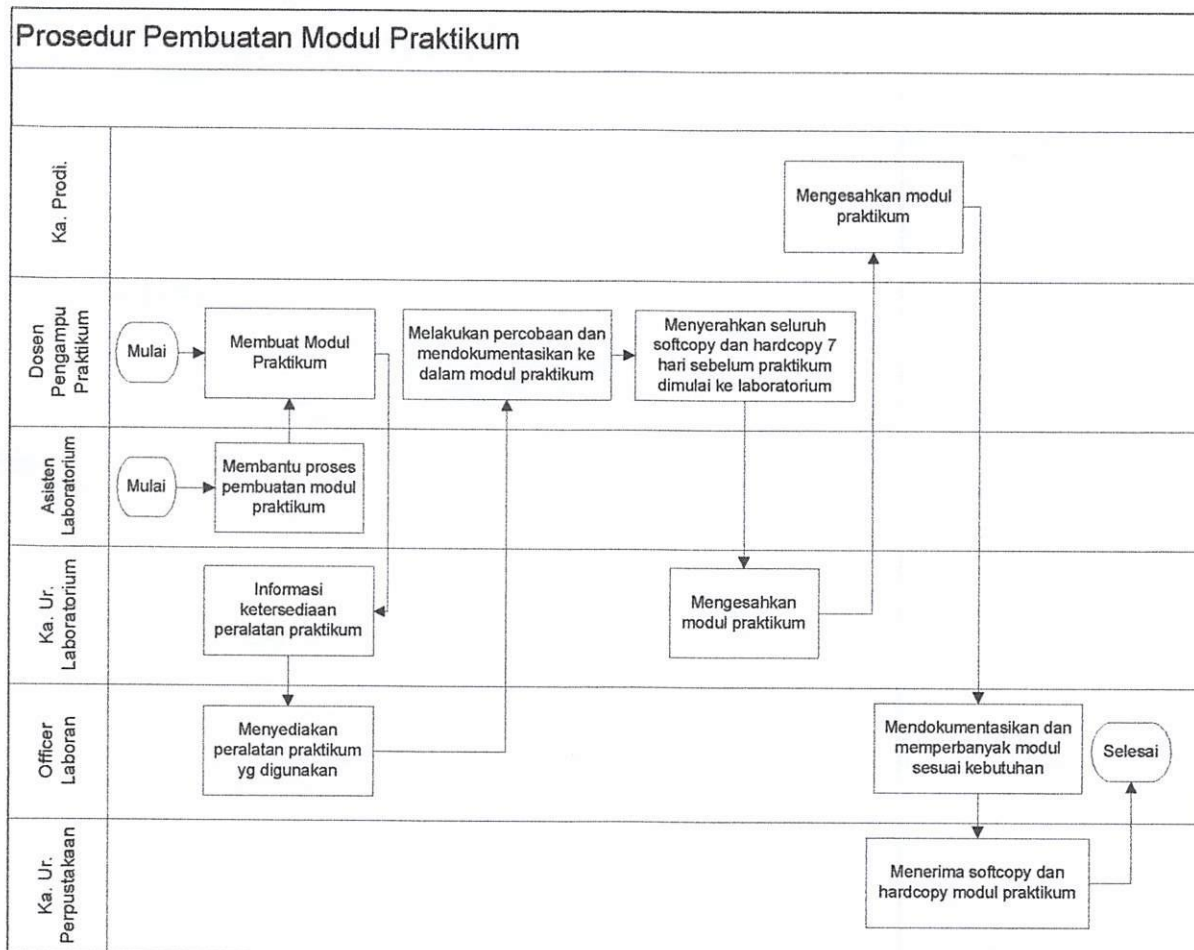 Prosedur Pembuatan Modul Praktikum
Ka. Prodi.
Mengesahkan modul
praktikum
Dosen
Pengampu
Praktikum
Mulai
Membuat Modul
Praktikum
Melakukan percobaan dan
mendokumentasikan ke
dalam modul praktikum
Menyerahkan seluruh
softcopy dan hardcopy 7
hari sebelum praktikum
dimulai ke laboratorium
Asisten
Laboratorium
Mulai
Membantu proses
pembuatan modul
praktikum
Ka. Ur.
Laboratorium
Informasi
ketersediaan
peralatan praktikum
Mengesahkan
modul praktikum
Officer
Laboran
Menyediakan
peralatan praktikum
yg digunakan
Mendokumentasikan dan
memperbanyak modul
sesuai kebutuhan
Selesai
Ka. Ur.
Perpustakaan
Menerima softcopy dan
hardcopy modul praktikum